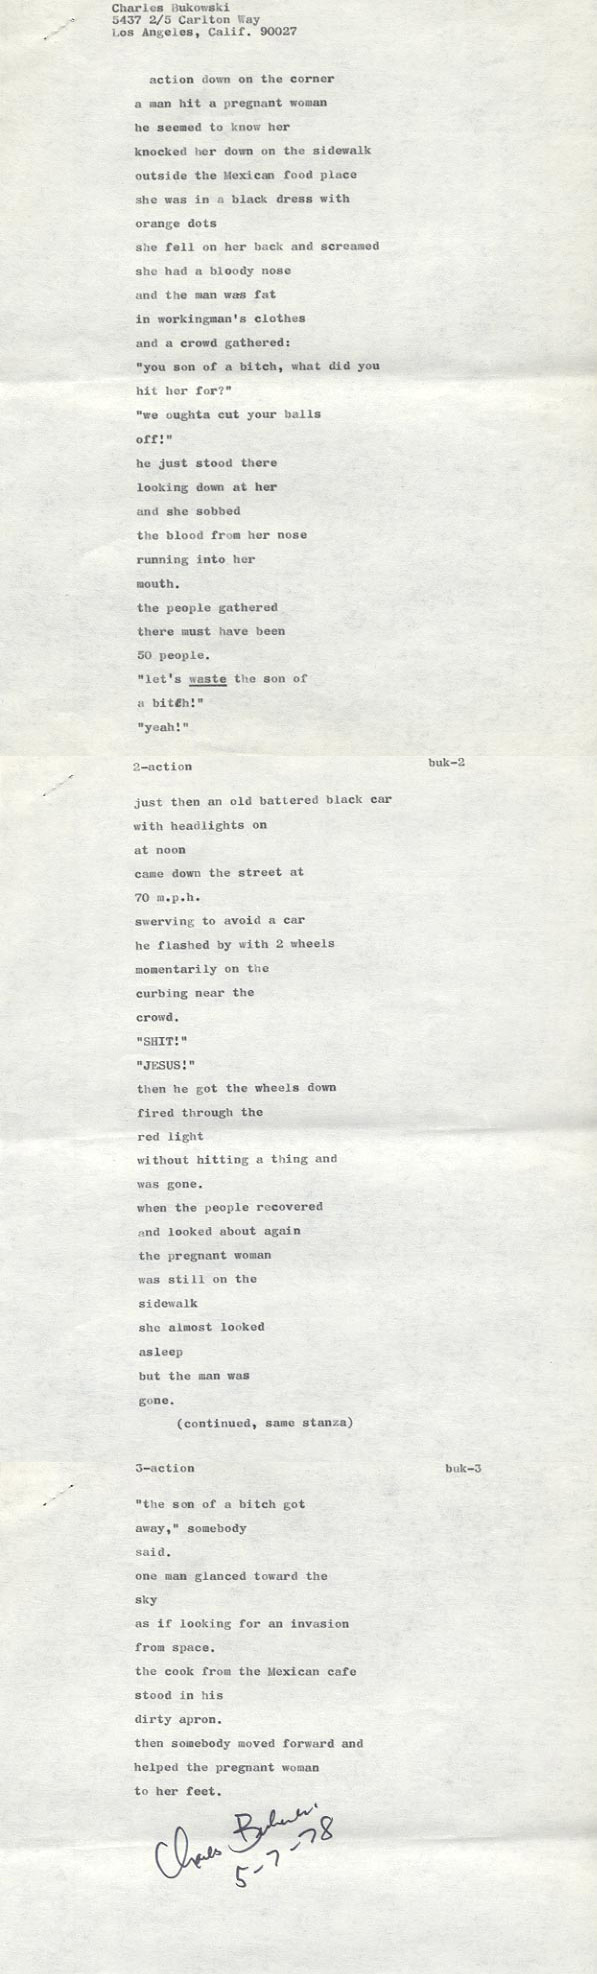 Charles Bukowski
5437 2/5 Carlton Way
Los Angeles, Calif. 90027
action down on the corner
a man hit a pregnant woman
he seemed to know her
knocked her down on the sidewalk
outside the Mexican food place
she was in a black dress with
orange dots
she fell on her back and screamed
she had a bloody nose
and the man was fat
in workingman's clothes
and a crowd gathered:
"you son of a bitch, what did you
hit her for?"
"we oughta cut your balls
off!"
he just stood there
looking down at her
and she sobbed
the blood from her nose
running into her
mouth.
the people gathered
there must have been
50 people.
"let's waste the son of
a bitch!"
"yeah!"
2-action buk-2
just then an old battered black car
with headlights on
at noon
came down the street at
70 m.p.h.
swerving to avoid a car
he flashed by with 2 wheels
momentarily on the
curbing near the
crowd.
"SHIT!"
"JESUS!"
then he got the wheels down
fired through the
red light
without hitting a thing and
was gone.
when the people recovered
and looked about again
the pregnant woman
was still on the
sidewalk
she almost looked
asleep
but the man was
gone.
(continued, same stanza)
3-action buk-3
"the son of a bitch got
away," somebody
said.
one man glanced toward the
sky
as if looking for an invasion
from space.
the cook from the Mexican cafe
stood in his
dirty apron.
then somebody moved forward and
helped the pregnant woman
to her feet.
Charles Bukowski
5-7-78